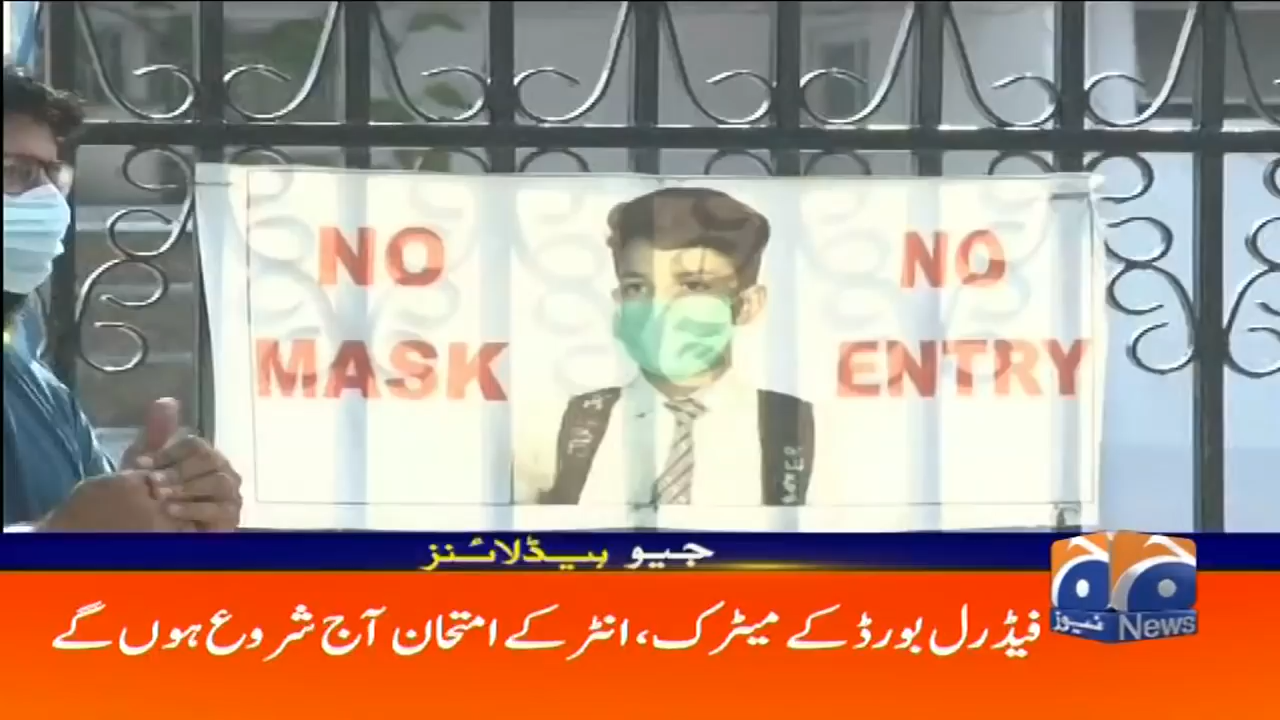 NO
MASK
NO
ENTRY
جیو ہیڈلائنز
فیڈرل بورڈ کے میٹرک، انٹر کے امتحان آج شروع ہوں گے
نیوز News